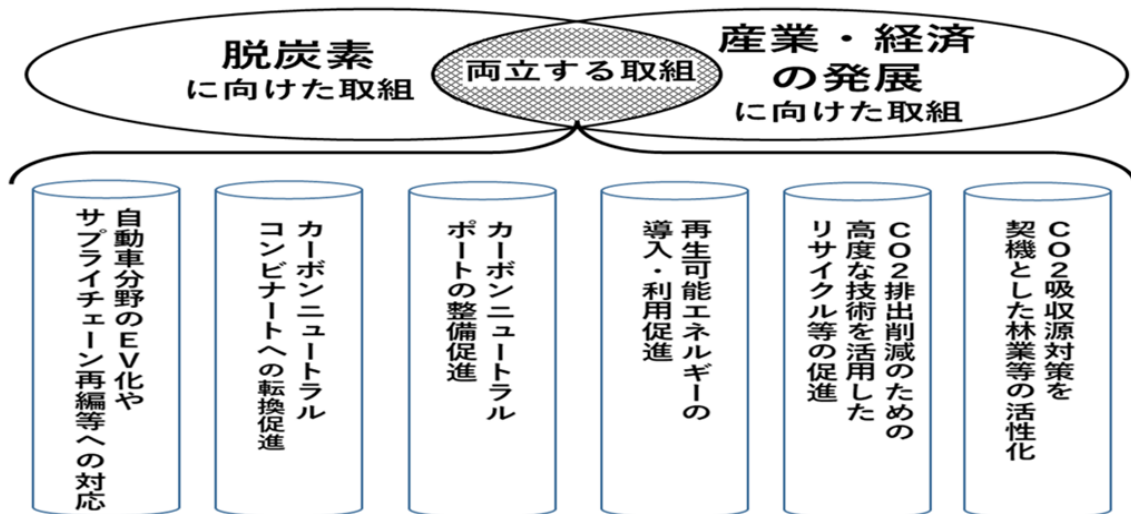 脱炭素
に向けた取組
両立する取組
産業・経済
の発展
に向けた取組
自動車分野のEV化や
サプライチェーン再編等への対応
カーボンニュートラル
コンビナートへの転換促進
カーボンニュートラル
ポートの整備促進
再生可能エネルギーの
導入・利用促進
CO2排出削減のための
高度な技術を活用した
リサイクル等の促進
CO2吸収源対策を
契機とした林業等の活性化